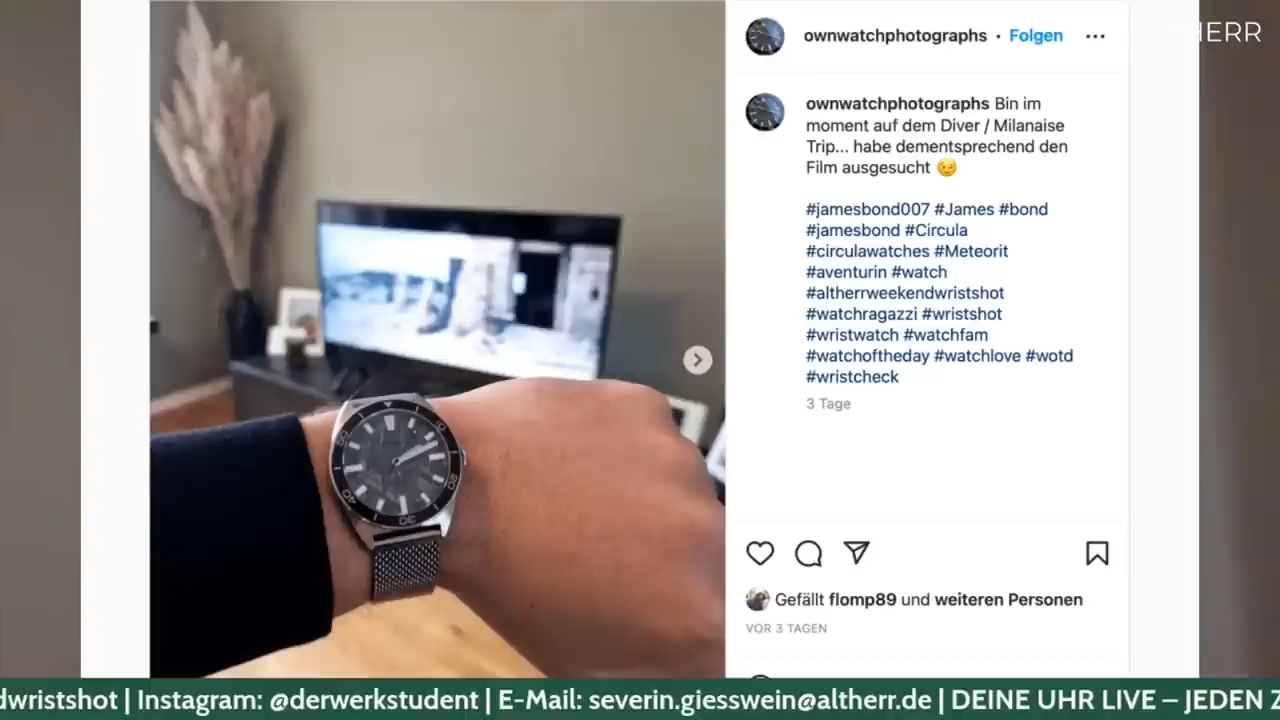 HERR
ownwatchphotographs • Folgen
ownwatchphotographs Bin im
moment auf dem Diver / Milanaise
Trip... habe dementsprechend den
Film ausgesucht 😉
#jamesbond007 #James #bond
#jamesbond #Circula
#circulawatches #Meteorit
#aventurin #watch
#altherrweekendwristshot
#watchragazzi #wristshot
#wristwatch #watchfam
#watchoftheday #watchlove #wotd
#wristcheck
3 Tage
Gefällt flomp89 und weiteren Personen
VOR 3 TAGEN
dwristshot | Instagram: @derwerkstudent | E-Mail: severin.giesswein@altherr.de | DEINE UHR LIVE – JEDEN Z